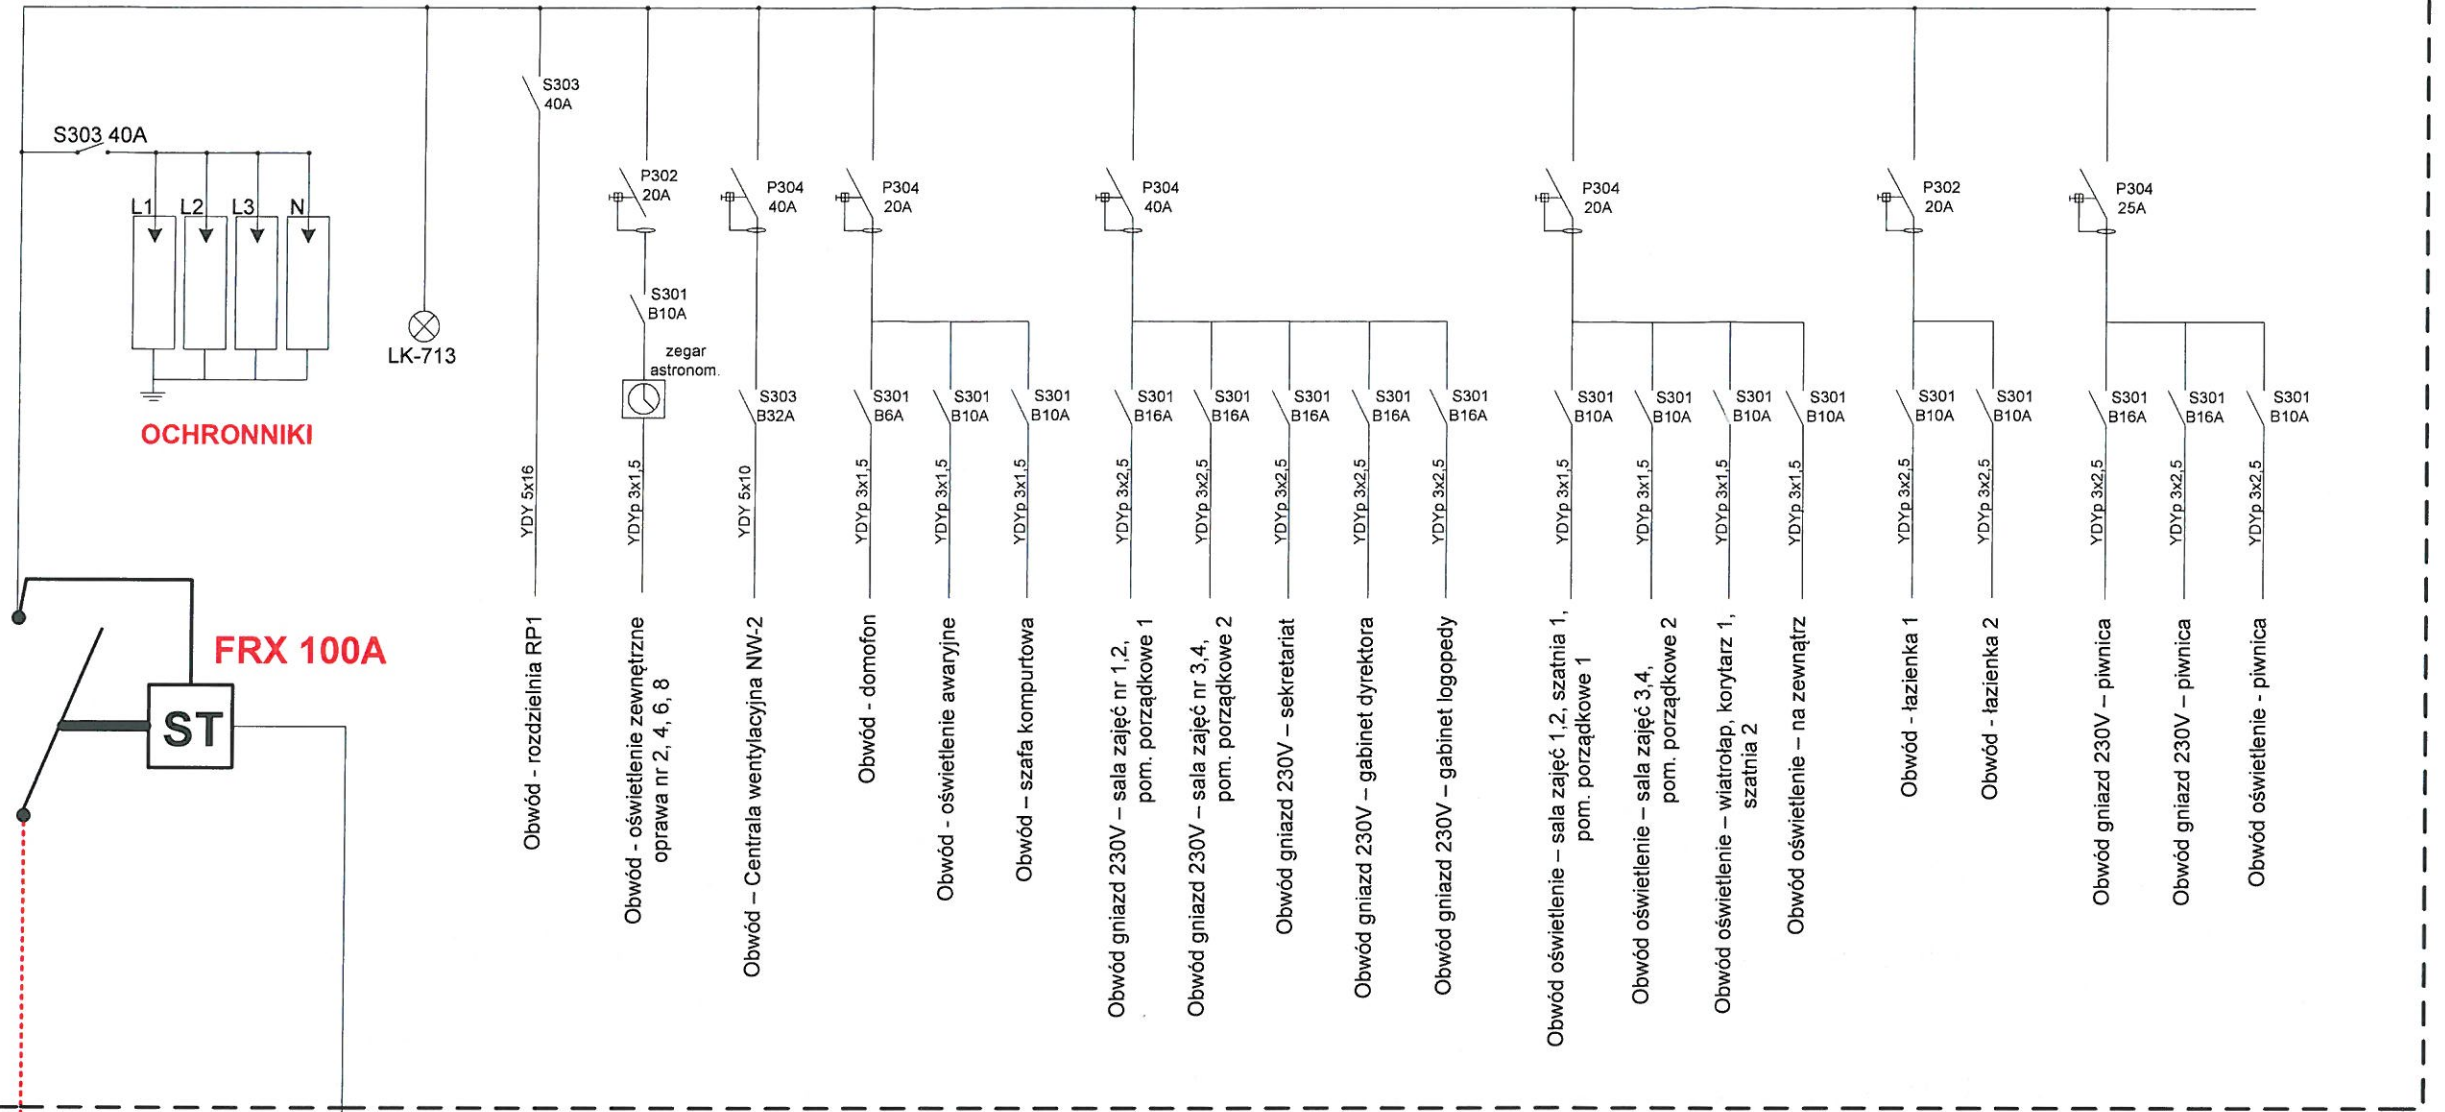 S303 40A
L1
L2
L3
N
OCHRONNIKI
LK-713
FRX 100A
ST
S303
40A
YDY 5x16
Obwód - rozdzielnia RP1
P302
20A
S301
B10A
zegar
astronom.
YDYp 3x1,5
Obwód - oświetlenie zewnętrzne
oprawa nr 2, 4, 6, 8
P304
40A
S303
B32A
YDY 5x10
Obwód – Centrala wentylacyjna NW-2
P304
20A
S301
B6A
YDYp 3x1,5
Obwód - domofon
S301
B10A
YDYp 3x1,5
Obwód - oświetlenie awaryjne
S301
B10A
YDYp 3x1,5
Obwód – szafa kompurtowa
P304
40A
S301
B16A
YDYp 3x2,5
Obwód gniazd 230V – sala zajęć nr 1,2,
pom. porządkowe 1
S301
B16A
YDYp 3x2,5
Obwód gniazd 230V – sala zajęć nr 3,4,
pom. porządkowe 2
S301
B16A
YDYp 3x2,5
Obwód gniazd 230V – sekretariat
S301
B16A
YDYp 3x2,5
Obwód gniazd 230V – gabinet dyrektora
S301
B16A
YDYp 3x2,5
Obwód gniazd 230V – gabinet logopedy
P304
20A
S301
B10A
YDYp 3x1,5
Obwód oświetlenie – sala zajęć 1,2, szatnia 1,
pom. porządkowe 1
S301
B10A
YDYp 3x1,5
Obwód oświetlenie – sala zajęć 3,4,
pom. porządkowe 2
S301
B10A
YDYp 3x1,5
Obwód oświetlenie – wiatrołap, korytarz 1,
szatnia 2
S301
B10A
YDYp 3x1,5
Obwód oświetlenie – na zewnątrz
P302
20A
S301
B10A
YDYp 3x2,5
Obwód - łazienka 1
S301
B10A
YDYp 3x2,5
Obwód - łazienka 2
P304
25A
S301
B16A
YDYp 3x2,5
Obwód gniazd 230V – piwnica
S301
B16A
YDYp 3x2,5
Obwód gniazd 230V – piwnica
S301
B10A
YDYp 3x2,5
Obwód oświetlenie - piwnica